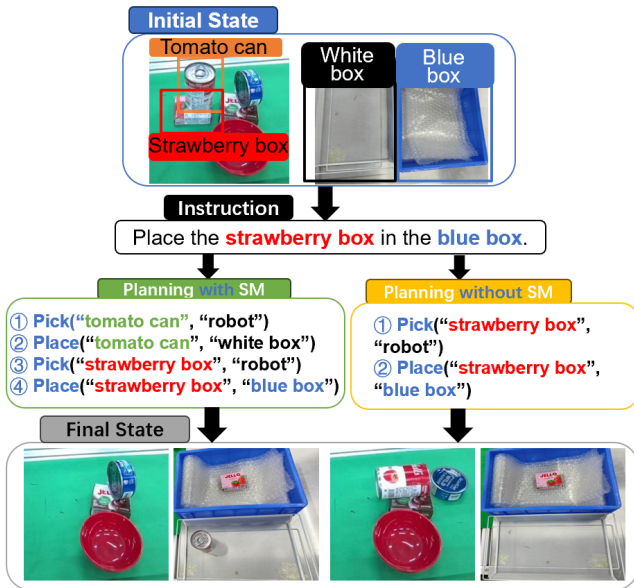 Initial State
Tomato can
White
box
Blue
box
Strawberry box
Instruction
Place the strawberry box in the blue box.
Planning with SM
① Pick(“tomato can”, “robot”)
② Place(“tomato can”, “white box”)
③ Pick(“strawberry box”, “robot”)
④ Place(“strawberry box”, “blue box”)
Planning without SM
① Pick(“strawberry box”,
“robot”)
② Place(“strawberry box”,
“blue box”)
Final State
JELLO
JELLO